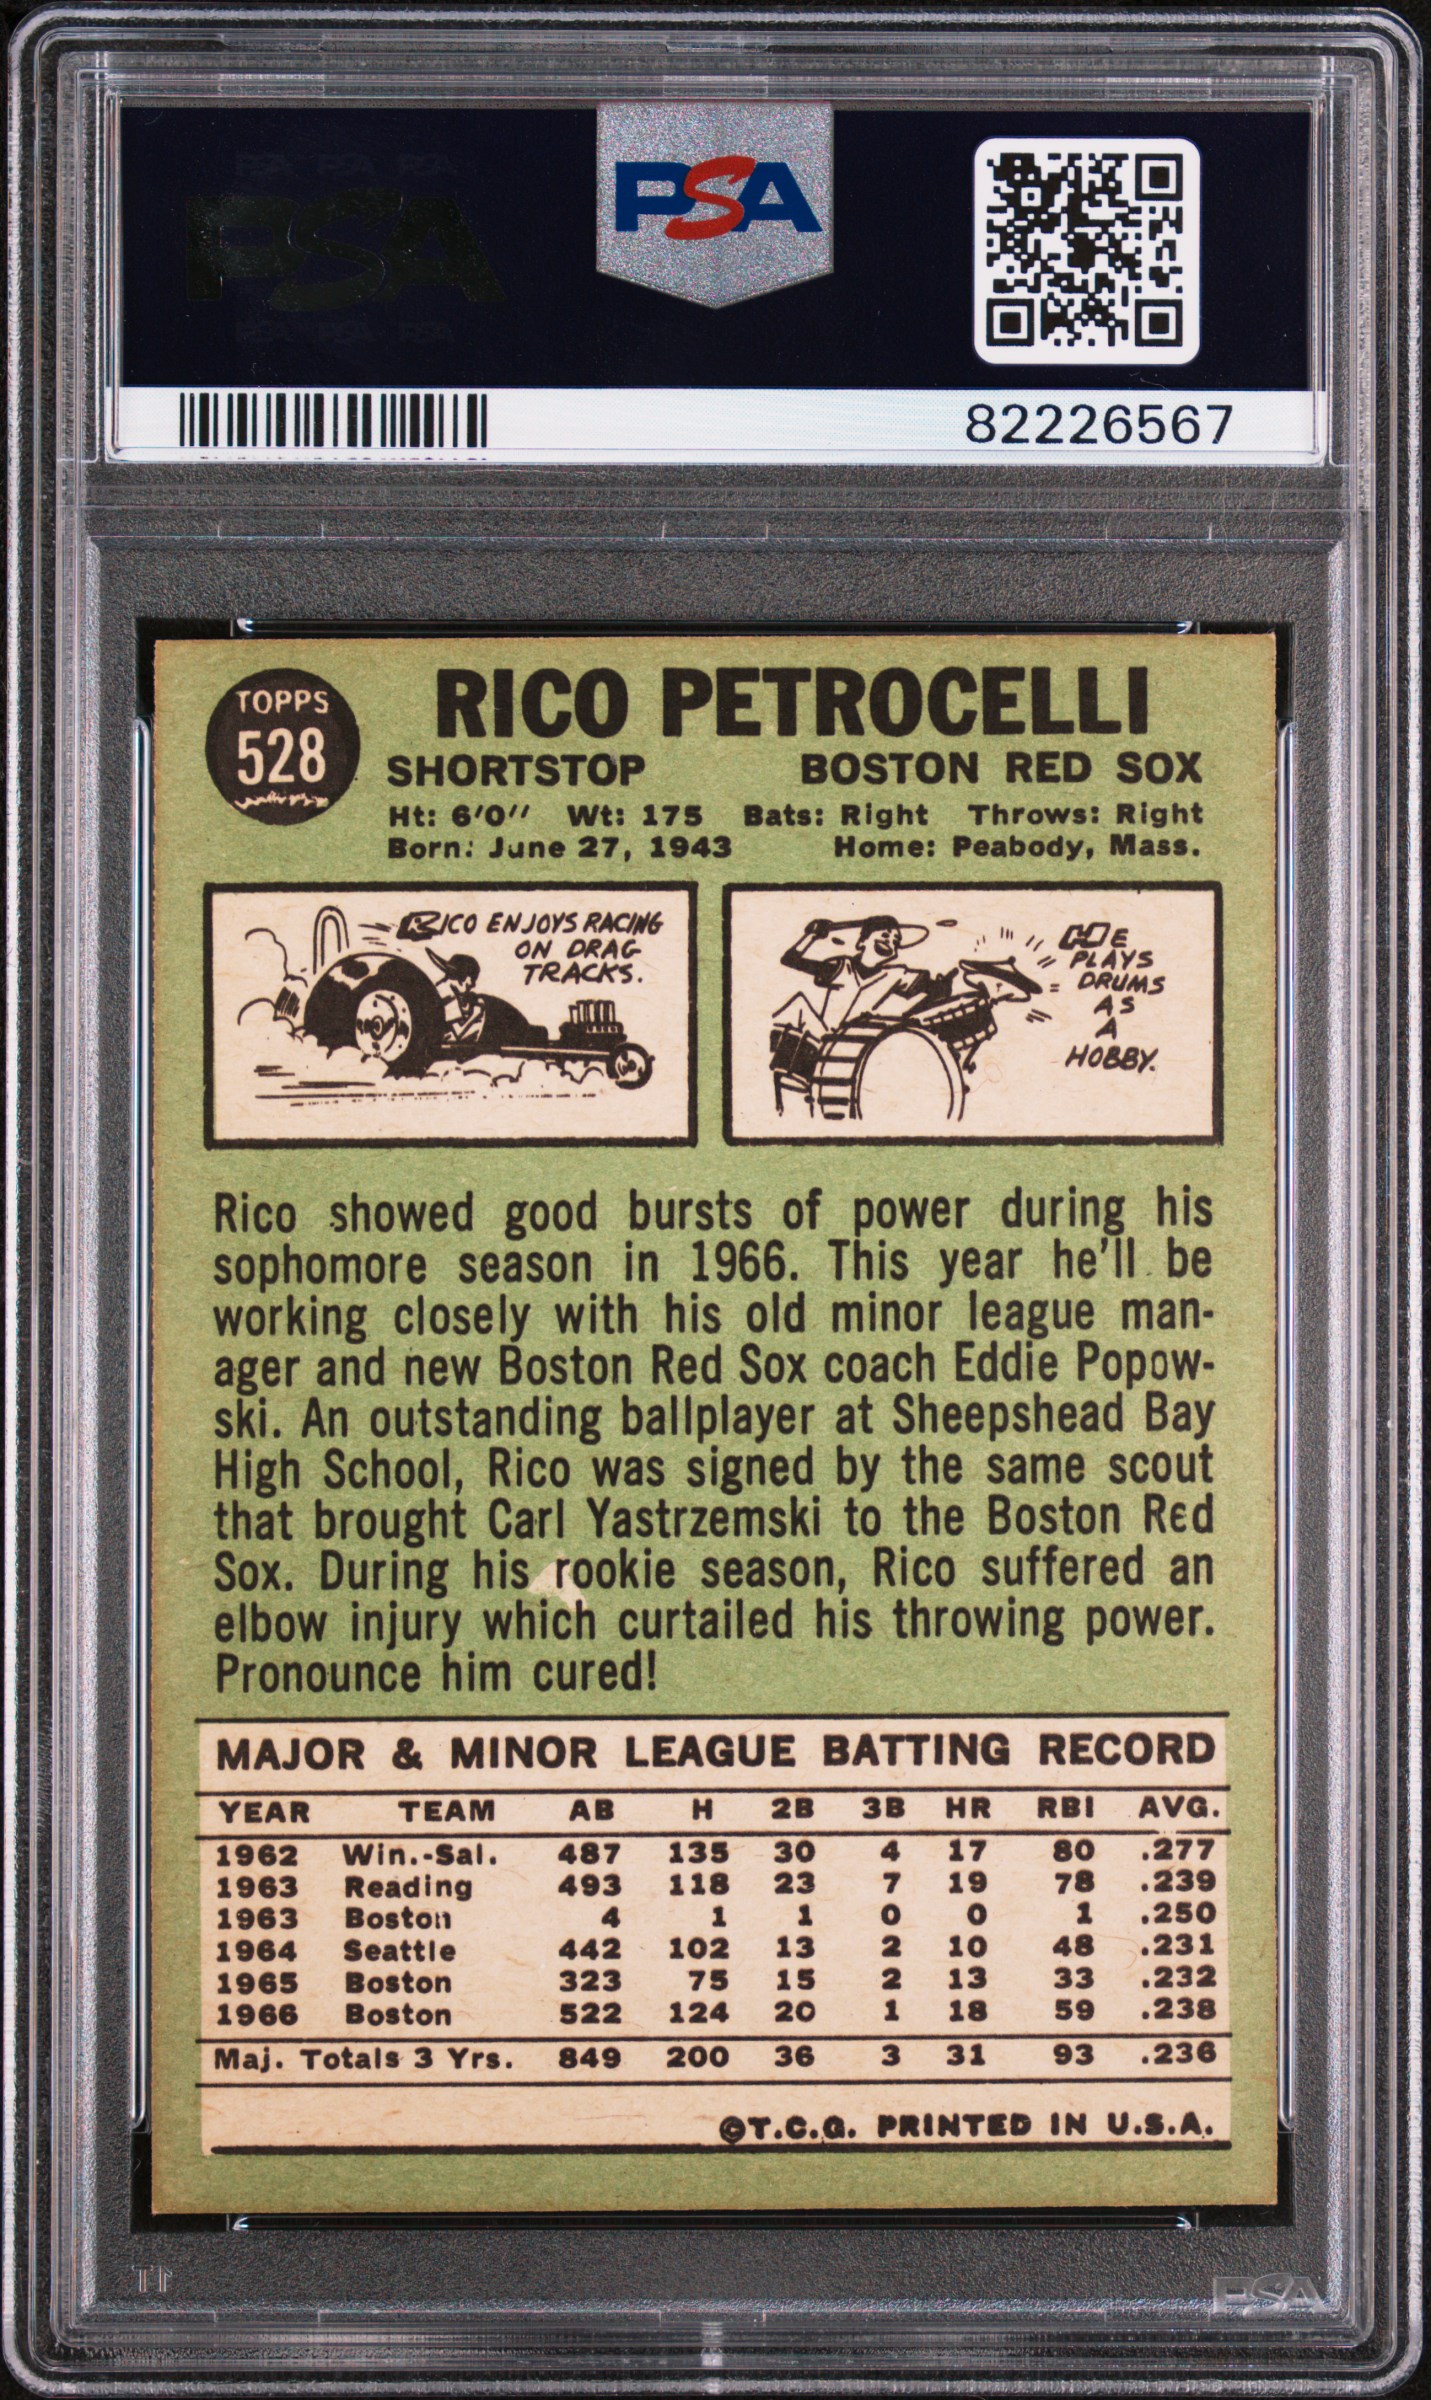 PSA
82226567
TOPPS
528
RICO PETROCELLI
SHORTSTOP BOSTON RED SOX
Ht: 6'0" Wt: 175 Bats: Right Throws: Right
Born: June 27, 1943 Home: Peabody, Mass.
RICO ENJOYS RACING
ON DRAG
TRACKS.
HE
PLAYS
DRUMS
AS
A
HOBBY.
Rico showed good bursts of power during his
sophomore season in 1966. This year he'll be
working closely with his old minor league man-
ager and new Boston Red Sox coach Eddie Popow-
ski. An outstanding ballplayer at Sheepshead Bay
High School, Rico was signed by the same scout
that brought Carl Yastrzemski to the Boston Red
Sox. During his rookie season, Rico suffered an
elbow injury which curtailed his throwing power.
Pronounce him cured!
MAJOR & MINOR LEAGUE BATTING RECORD
YEAR TEAM AB H 2B 3B HR RBI AVG.
1962 Win.-Sal. 487 135 30 4 17 80 .277
1963 Reading 493 118 23 7 19 78 .239
1963 Boston 4 1 1 0 0 1 .250
1964 Seattle 442 102 13 2 10 48 .231
1965 Boston 323 75 15 2 13 33 .232
1966 Boston 522 124 20 1 18 59 .238
Maj. Totals 3 Yrs. 849 200 36 3 31 93 .236
©T.C.G. PRINTED IN U.S.A.
PSA